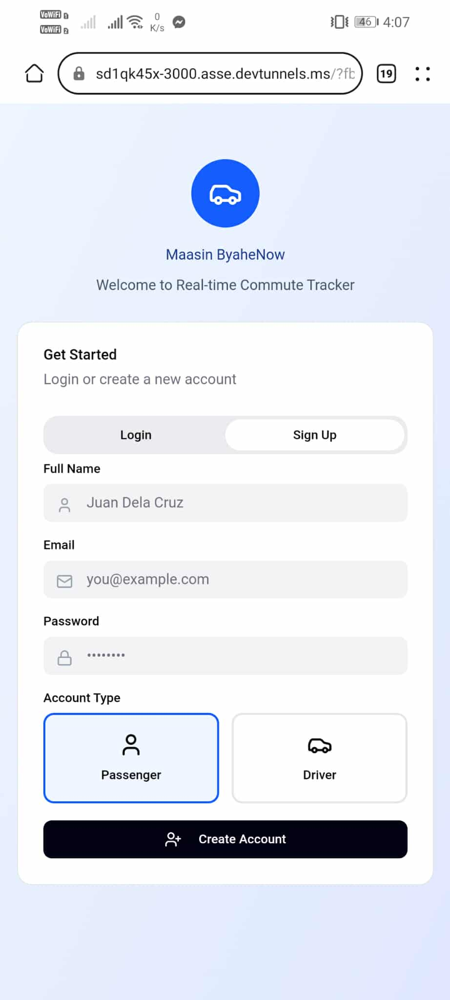 VoWiFi 1
VoWiFi 2
0
K/s
46
4:07
sd1qk45x-3000.asse.devtunnels.ms/?fb
19
Maasin ByaheNow
Welcome to Real-time Commute Tracker
Get Started
Login or create a new account
Login
Sign Up
Full Name
Juan Dela Cruz
Email
you@example.com
Password
••••••••
Account Type
Passenger
Driver
Create Account